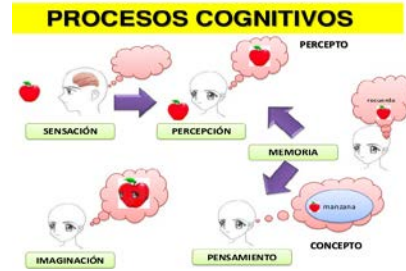 PROCESOS COGNITIVOS
PERCEPTO
recuerdo
SENSACIÓN
PERCEPCIÓN
MEMORIA
manzana
IMAGINACIÓN
PENSAMIENTO
CONCEPTO